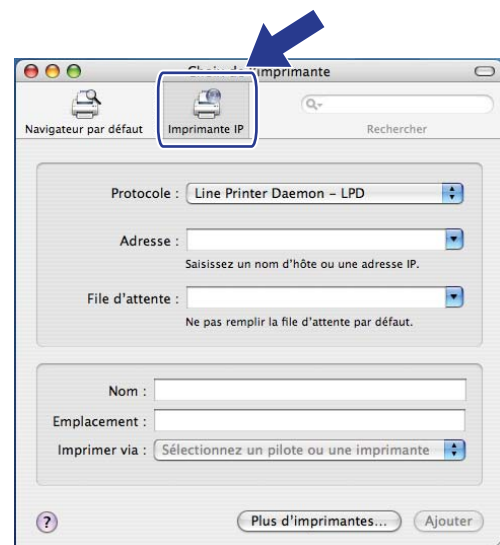 Imprimante
Navigateur par défaut
Imprimante IP
Rechercher
Protocole : Line Printer Daemon – LPD
Adresse :
Saisissez un nom d'hôte ou une adresse IP.
File d'attente :
Ne pas remplir la file d'attente par défaut.
Nom :
Emplacement :
Imprimer via : Sélectionnez un pilote ou une imprimante
? Plus d'imprimantes... Ajouter